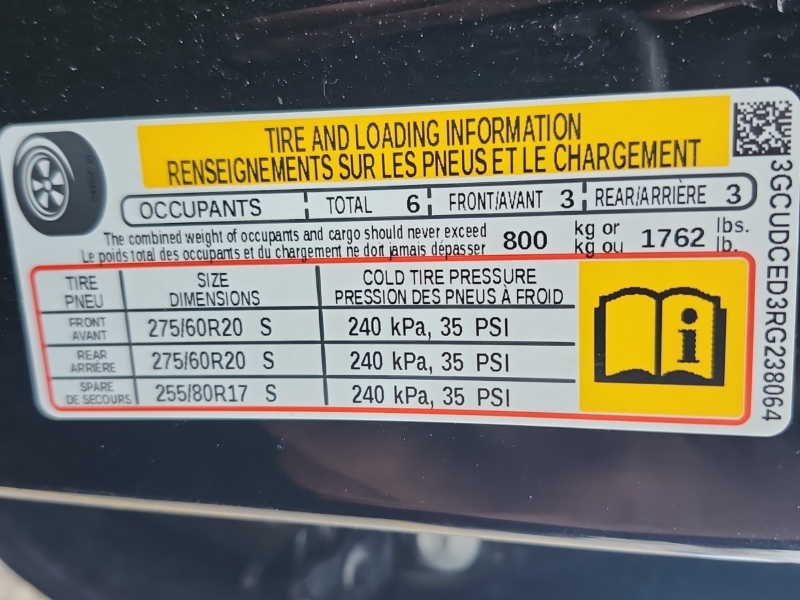 TIRE AND LOADING INFORMATION
RENSEIGNEMENTS SUR LES PNEUS ET LE CHARGEMENT
OCCUPANTS TOTAL 6 FRONT/AVANT 3 REAR/ARRIÈRE 3
The combined weight of occupants and cargo should never exceed
Le poids total des occupants et du chargement ne doit jamais dépasser
800 kg or kg ou 1762 lbs. lb.
TIRE PNEU SIZE DIMENSIONS COLD TIRE PRESSURE PRESSION DES PNEUS À FROID
FRONT AVANT 275/60R20 S 240 kPa, 35 PSI
REAR ARRIÈRE 275/60R20 S 240 kPa, 35 PSI
SPARE DE SECOURS 255/80R17 S 240 kPa, 35 PSI
i
3GCUDCED3RG238064